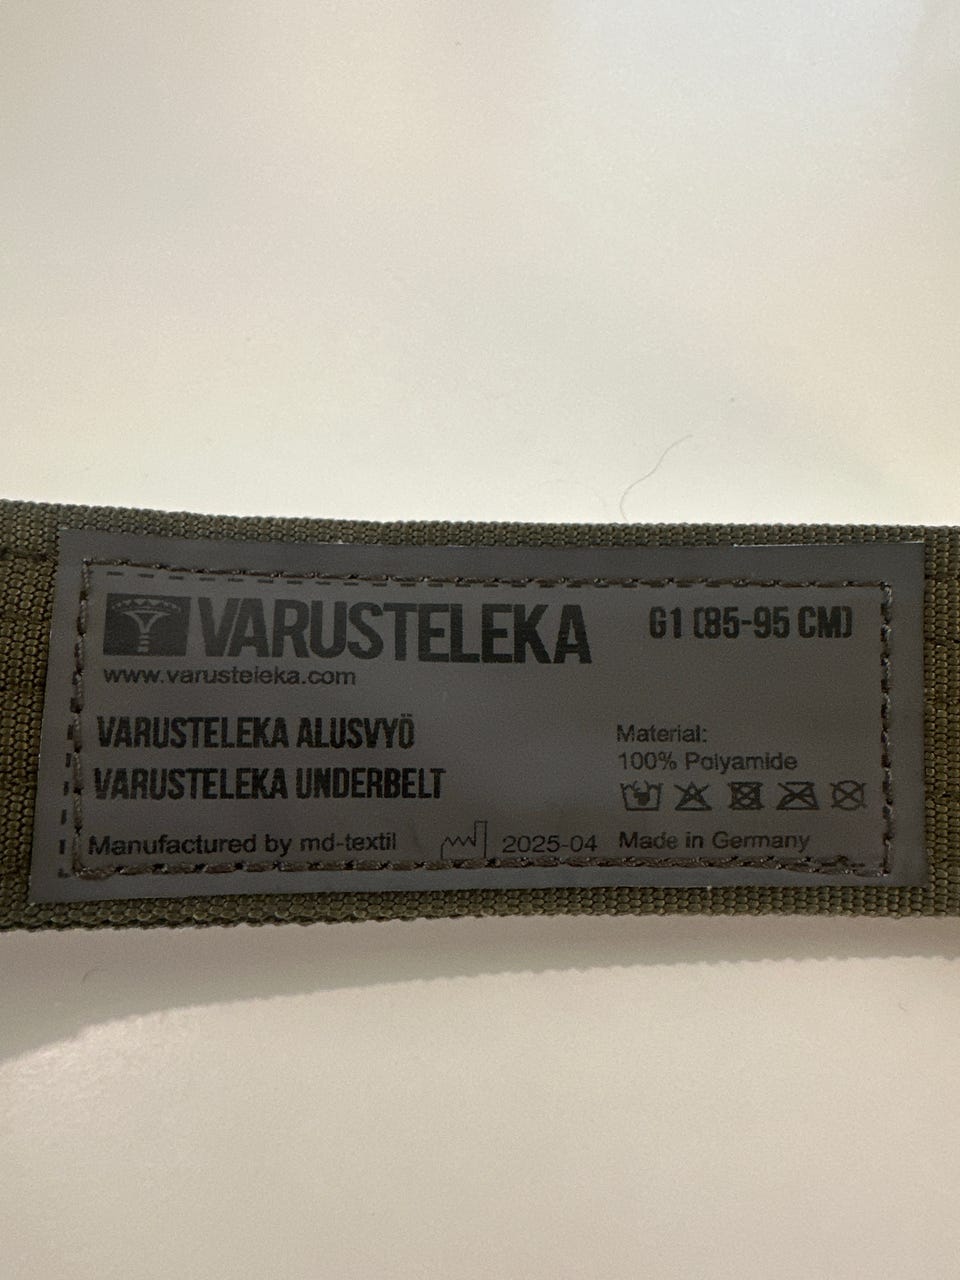 VARUSTELEKA
www.varusteleka.com
G1 (85-95 CM)
VARUSTELEKA ALUSVYÖ
VARUSTELEKA UNDERBELT
Manufactured by md-textil
2025-04
Material:
100% Polyamide
Made in Germany